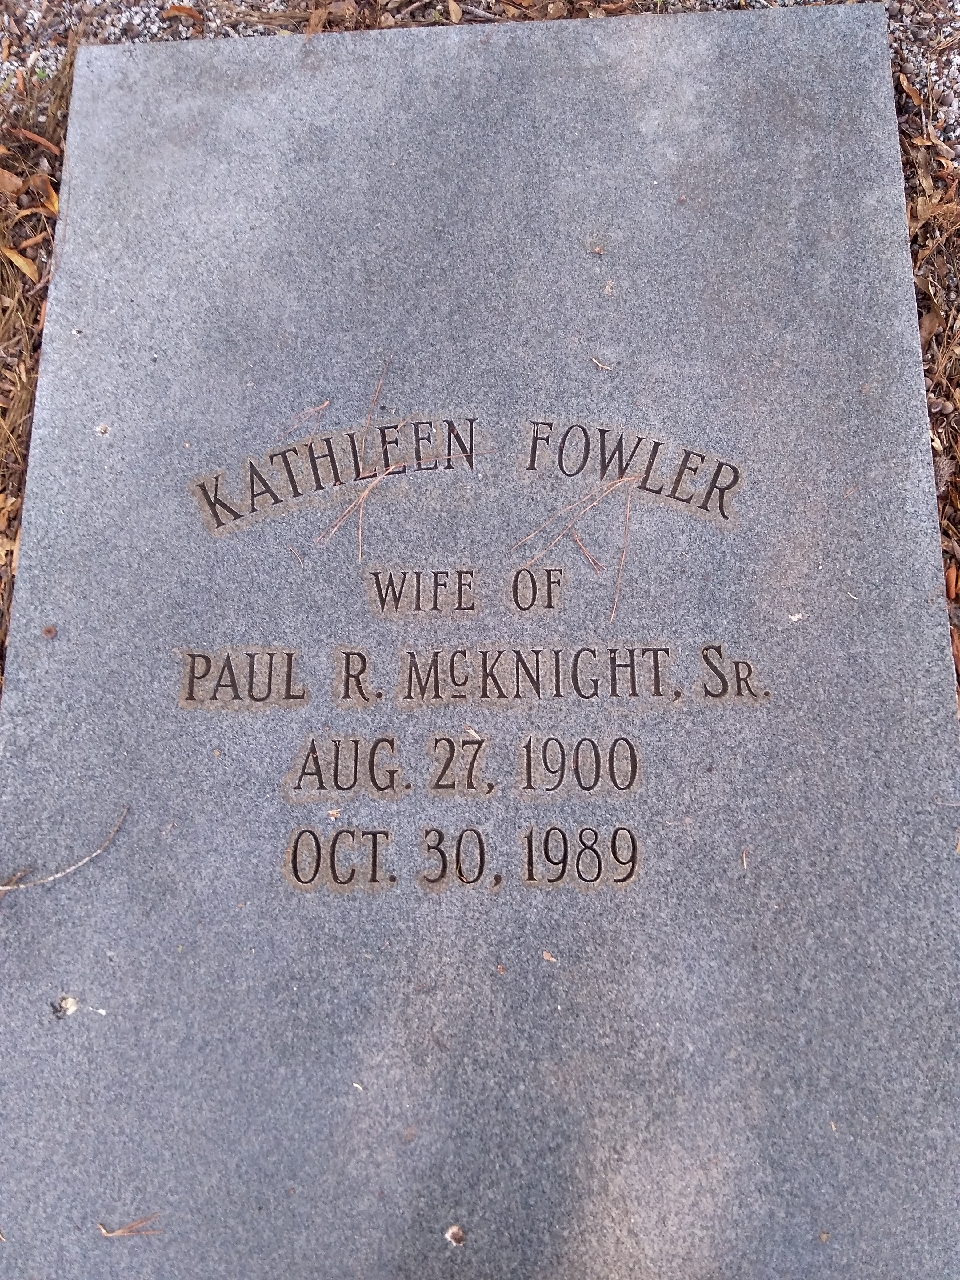 KATHLEEN FOWLER
WIFE OF
PAUL R. McKNIGHT, SR.
AUG. 27, 1900
OCT. 30, 1989